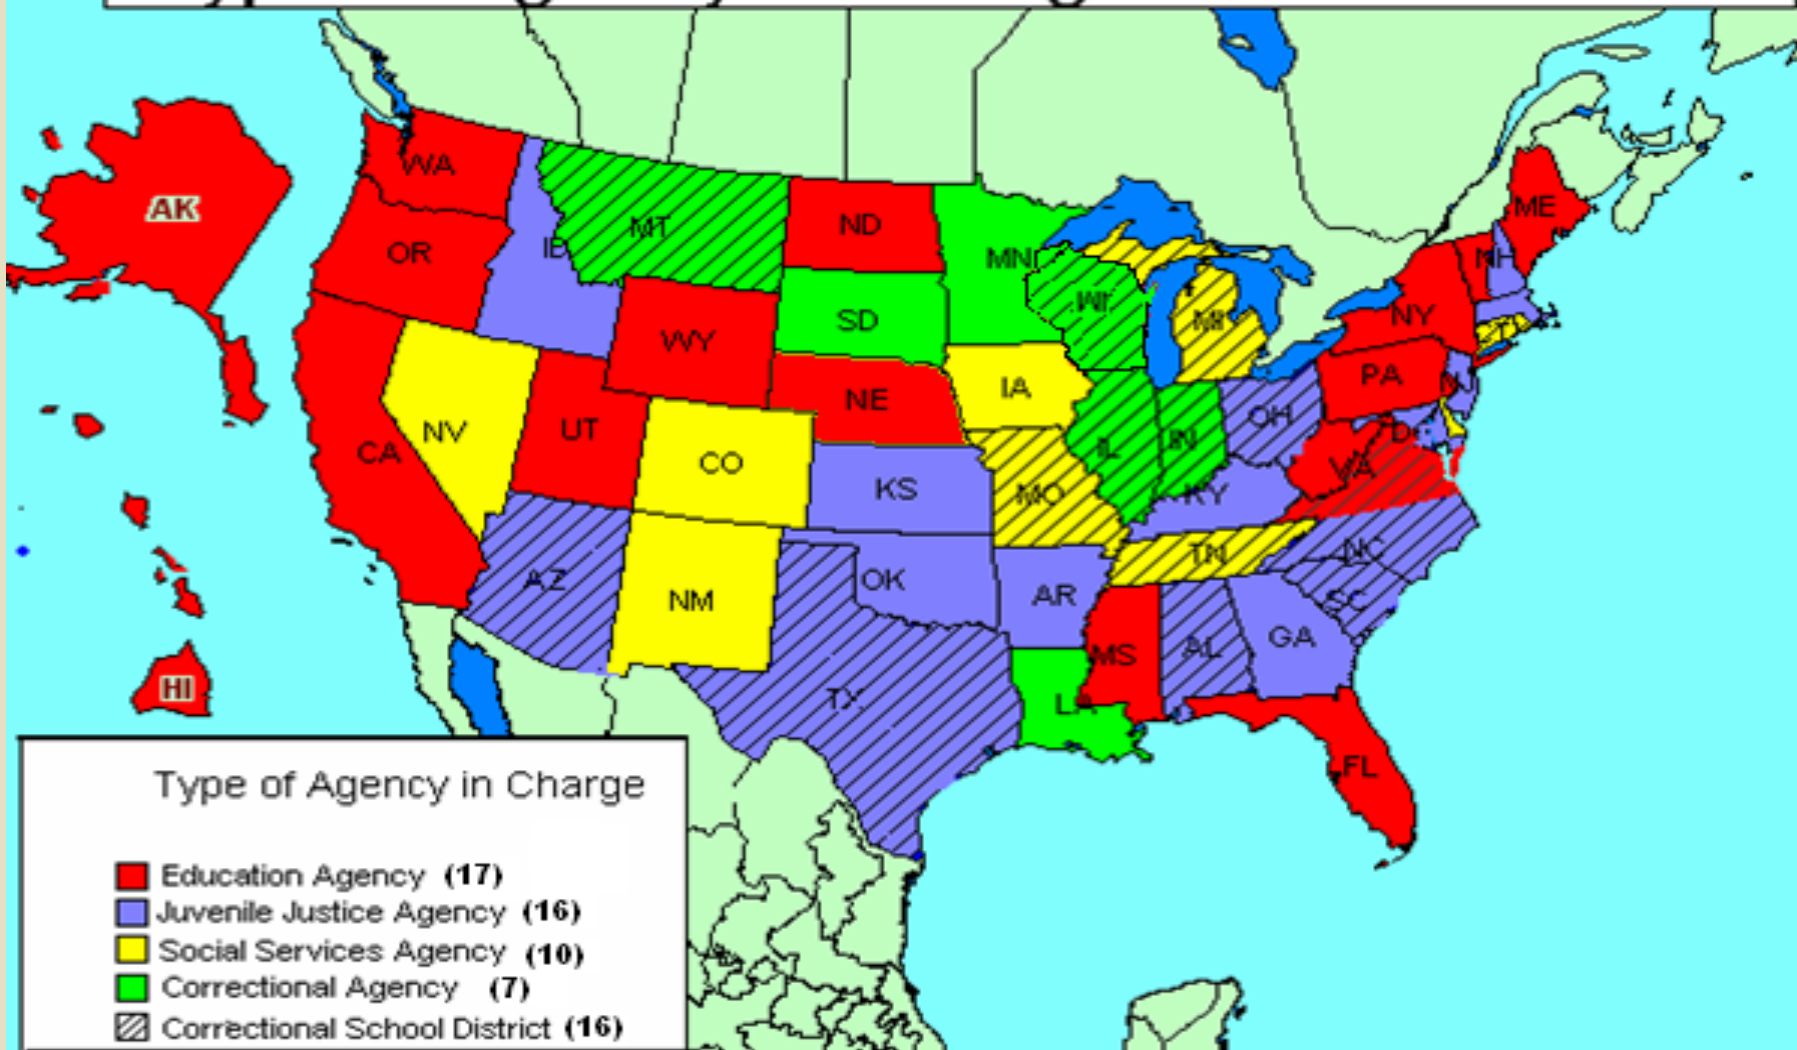 WA
AK
MT
ND
ME
OR
ID
MN
NH
WI
SD
MI
NY
WY
CT
IA
PA
NJ
NE
OH
NV
UT
CA
CO
IL
IN
D
VA
KS
MO
KY
TN
NC
AZ
OK
NM
AR
SC
GA
AL
MS
HI
TX
LA
FL
Type of Agency in Charge
Education Agency (17)
Juvenile Justice Agency (16)
Social Services Agency (10)
Correctional Agency (7)
Correctional School District (16)